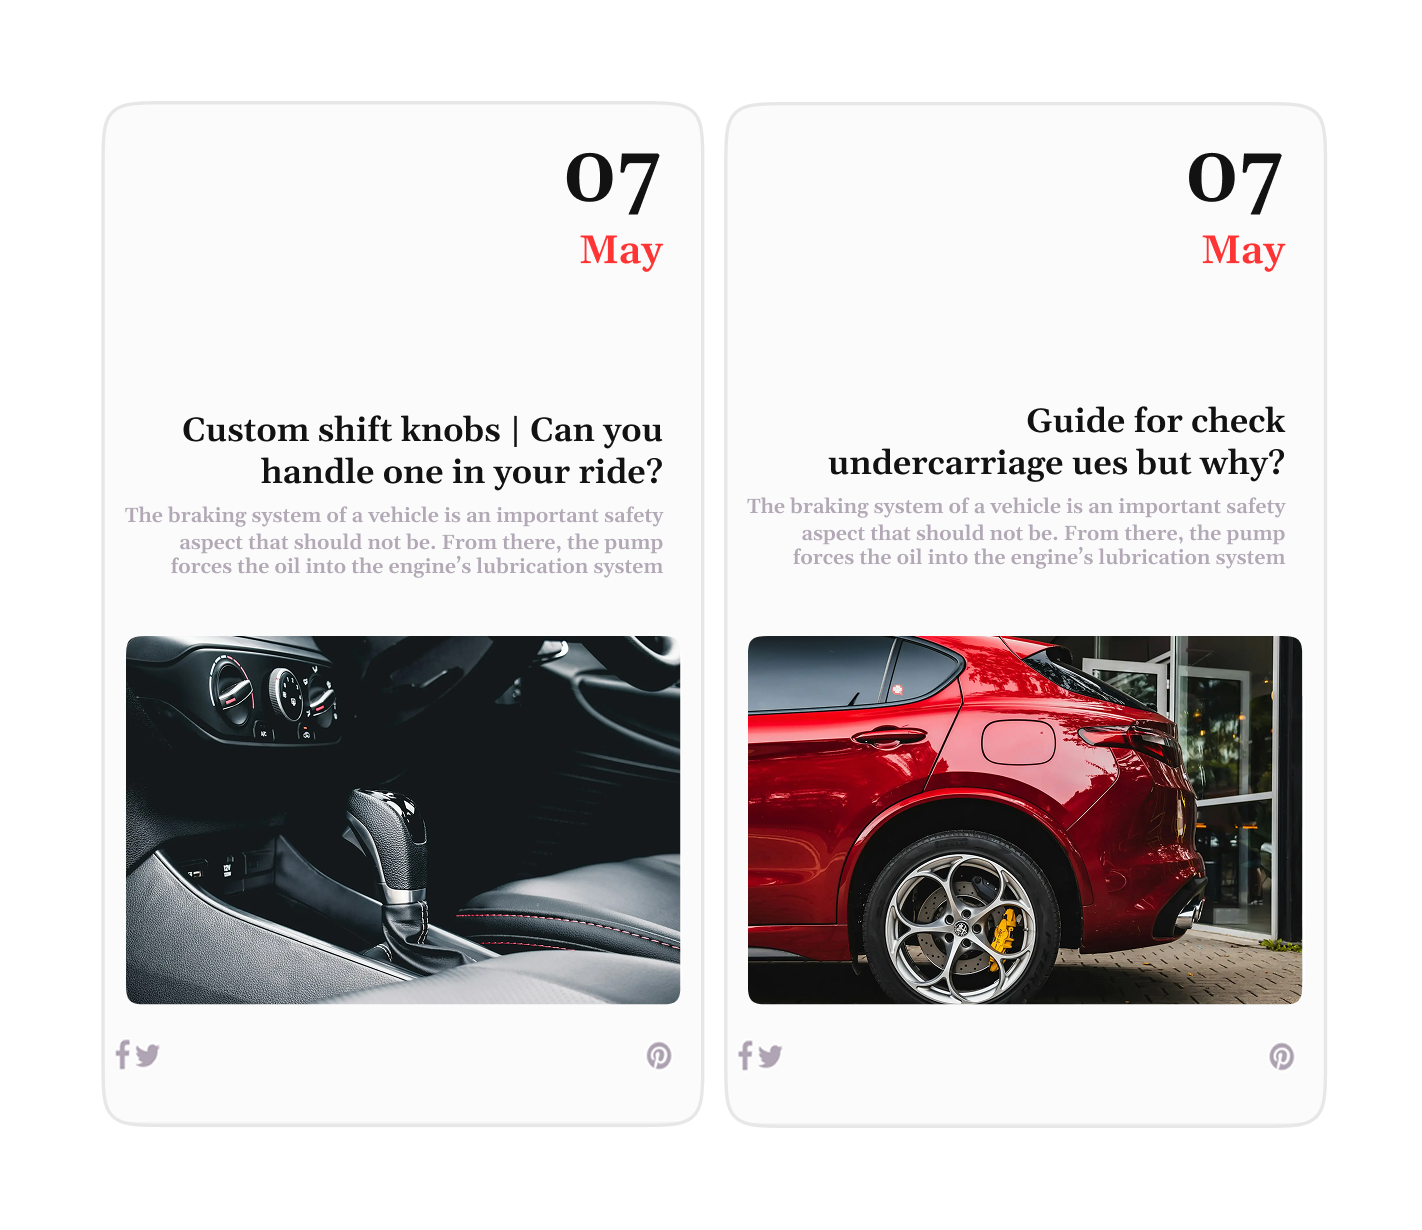 07
May
Custom shift knobs | Can you
handle one in your ride?
The braking system of a vehicle is an important safety
aspect that should not be. From there, the pump
forces the oil into the engine’s lubrication system
07
May
Guide for check
undercarriage ues but why?
The braking system of a vehicle is an important safety
aspect that should not be. From there, the pump
forces the oil into the engine’s lubrication system